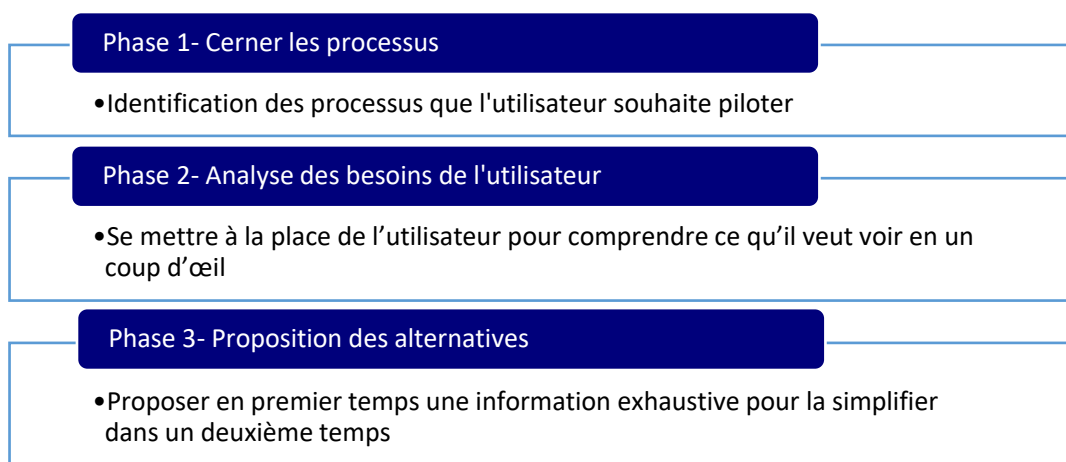 Phase 1- Cerner les processus
•Identification des processus que l'utilisateur souhaite piloter
Phase 2- Analyse des besoins de l'utilisateur
•Se mettre à la place de l’utilisateur pour comprendre ce qu’il veut voir en un
coup d’œil
Phase 3- Proposition des alternatives
•Proposer en premier temps une information exhaustive pour la simplifier
dans un deuxième temps